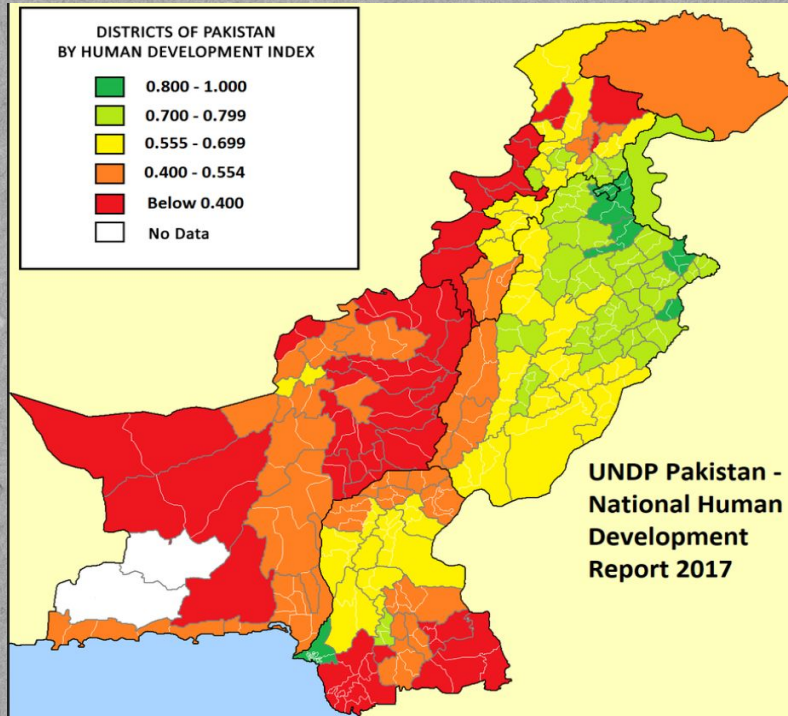 DISTRICTS OF PAKISTAN
BY HUMAN DEVELOPMENT INDEX
0.800 - 1.000
0.700 - 0.799
0.555 - 0.699
0.400 - 0.554
Below 0.400
No Data
UNDP Pakistan -
National Human
Development
Report 2017